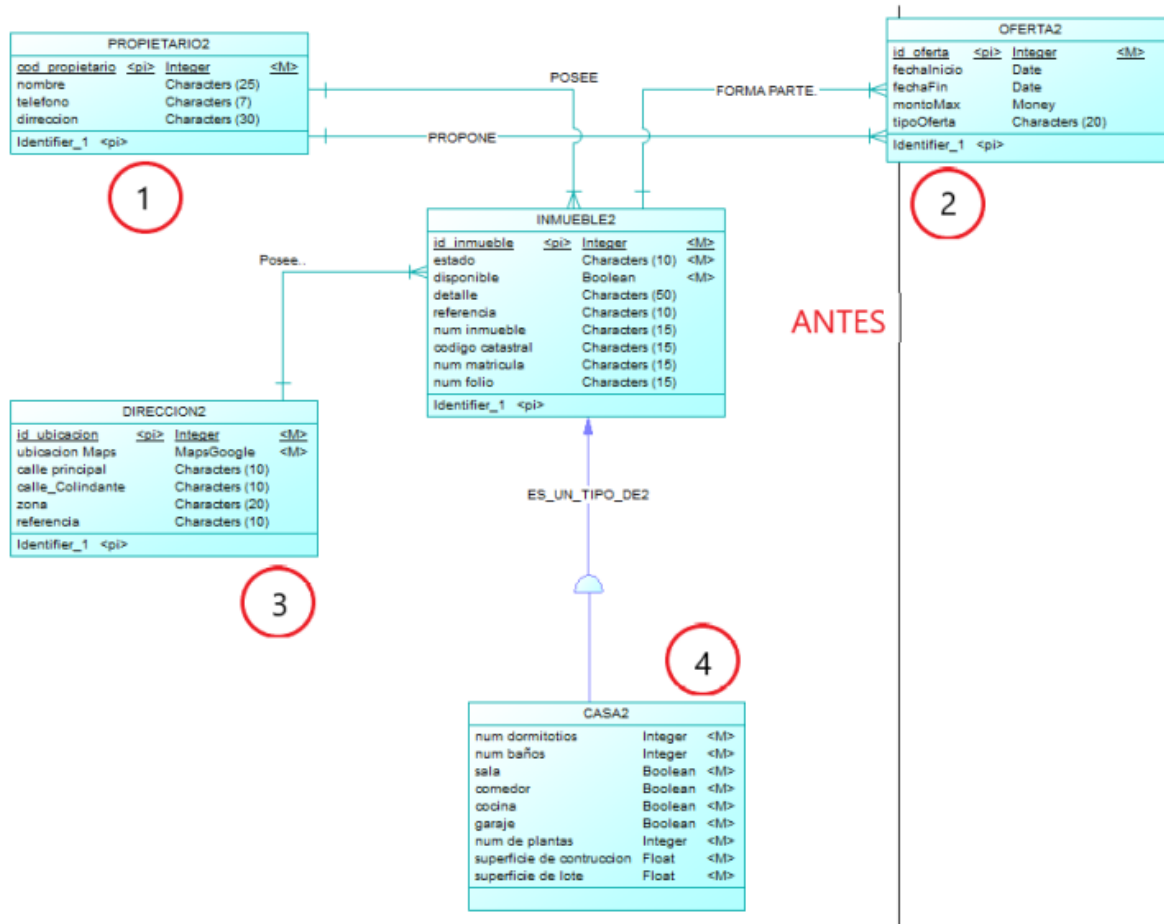 PROPIETARIO2
cod_propietario <pi> Integer <M>
nombre Characters (25)
telefono Characters (7)
dirreccion Characters (30)
Identifier_1 <pi>
1
POSEE
PROPONE
FORMA PARTE.
OFERTA2
id_oferta <pi> Integer <M>
fechaInicio Date
fechaFin Date
montoMax Money
tipoOferta Characters (20)
Identifier_1 <pi>
2
INMUEBLE2
id_inmueble <pi> Integer <M>
estado Characters (10) <M>
disponible Boolean <M>
detalle Characters (50)
referencia Characters (10)
num inmueble Characters (15)
codigo catastral Characters (15)
num matricula Characters (15)
num folio Characters (15)
Identifier_1 <pi>
Posee..
ANTES
DIRECCION2
id_ubicacion <pi> Integer <M>
ubicacion Maps MapsGoogle <M>
calle principal Characters (10)
calle_Colindante Characters (10)
zona Characters (20)
referencia Characters (10)
Identifier_1 <pi>
3
ES_UN_TIPO_DE2
4
CASA2
num dormitotios Integer <M>
num baños Integer <M>
sala Boolean <M>
comedor Boolean <M>
cocina Boolean <M>
garaje Boolean <M>
num de plantas Integer <M>
superficie de contruccion Float <M>
superficie de lote Float <M>